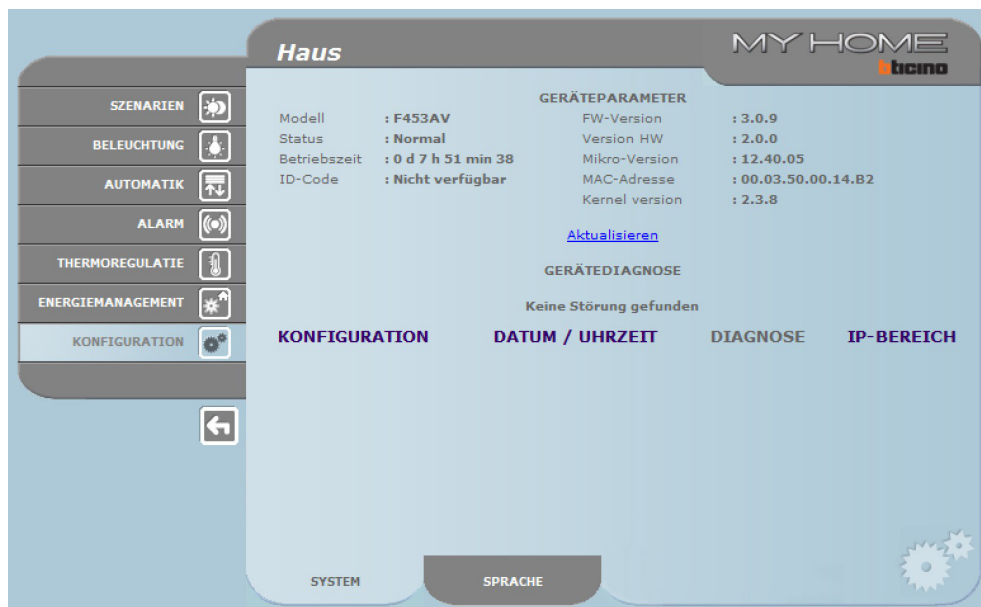 Haus
MY HOME
bticino
SZENARIEN
BELEUCHTUNG
AUTOMATIK
ALARM
THERMOREGULATIE
ENERGIEMANAGEMENT
KONFIGURATION
GERÄTEPARAMETER
Modell : F453AV FW-Version : 3.0.9
Status : Normal Version HW : 2.0.0
Betriebszeit : 0 d 7 h 51 min 38 Mikro-Version : 12.40.05
ID-Code : Nicht verfügbar MAC-Adresse : 00.03.50.00.14.B2
Kernel version : 2.3.8
Aktualisieren
GERÄTEDIAGNOSE
Keine Störung gefunden
KONFIGURATION DATUM / UHRZEIT DIAGNOSE IP-BEREICH
SYSTEM SPRACHE